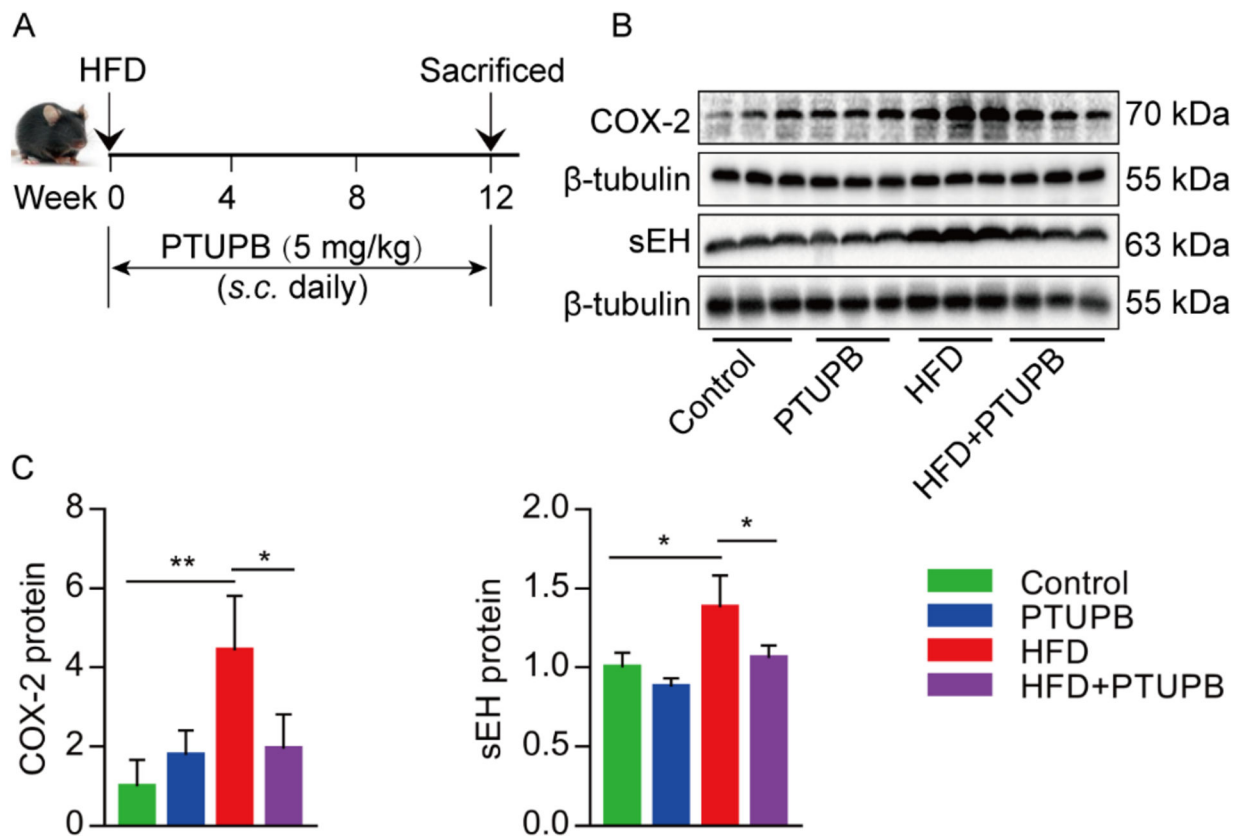 A
HFD
Sacrificed
Week 0 4 8 12
PTUPB (5 mg/kg)
(s.c. daily)
B
COX-2 70 kDa
β-tubulin 55 kDa
sEH 63 kDa
β-tubulin 55 kDa
Control PTUPB HFD HFD+PTUPB
C
COX-2 protein
8
6
4
2
0
** *
sEH protein
2.0
1.5
1.0
0.5
0.0
* *
Control
PTUPB
HFD
HFD+PTUPB